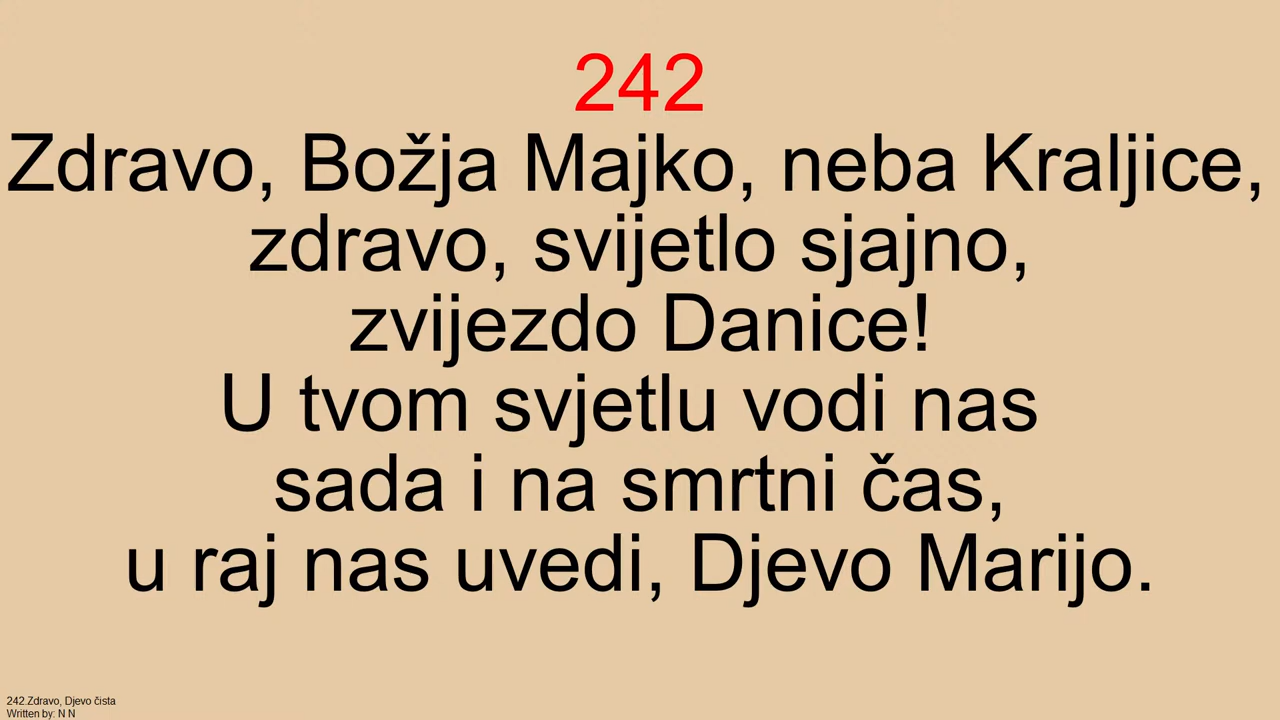 242
Zdravo, Božja Majko, neba Kraljice,
zdravo, svijetlo sjajno,
zvijezdo Danice!
U tvom svjetlu vodi nas
sada i na smrtni čas,
u raj nas uvedi, Djevo Marijo.
242.Zdravo, Djevo čista
Written by: N N